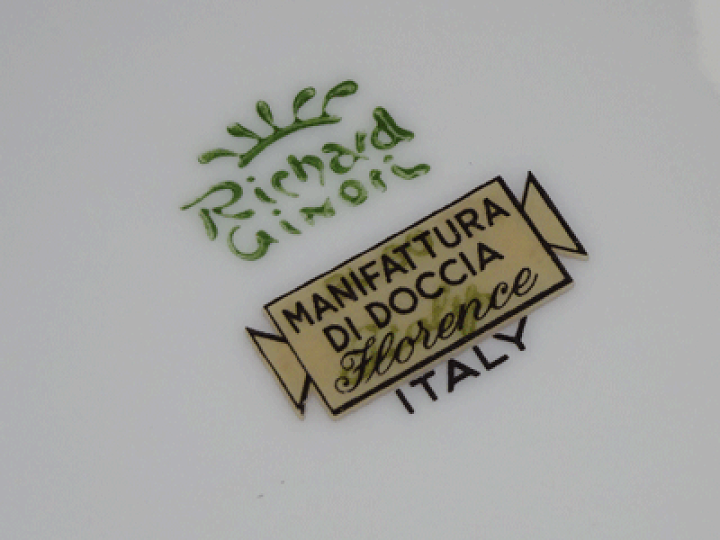 Richard
Ginori
MANIFATTURA
DI DOCCIA
Florence
ITALY